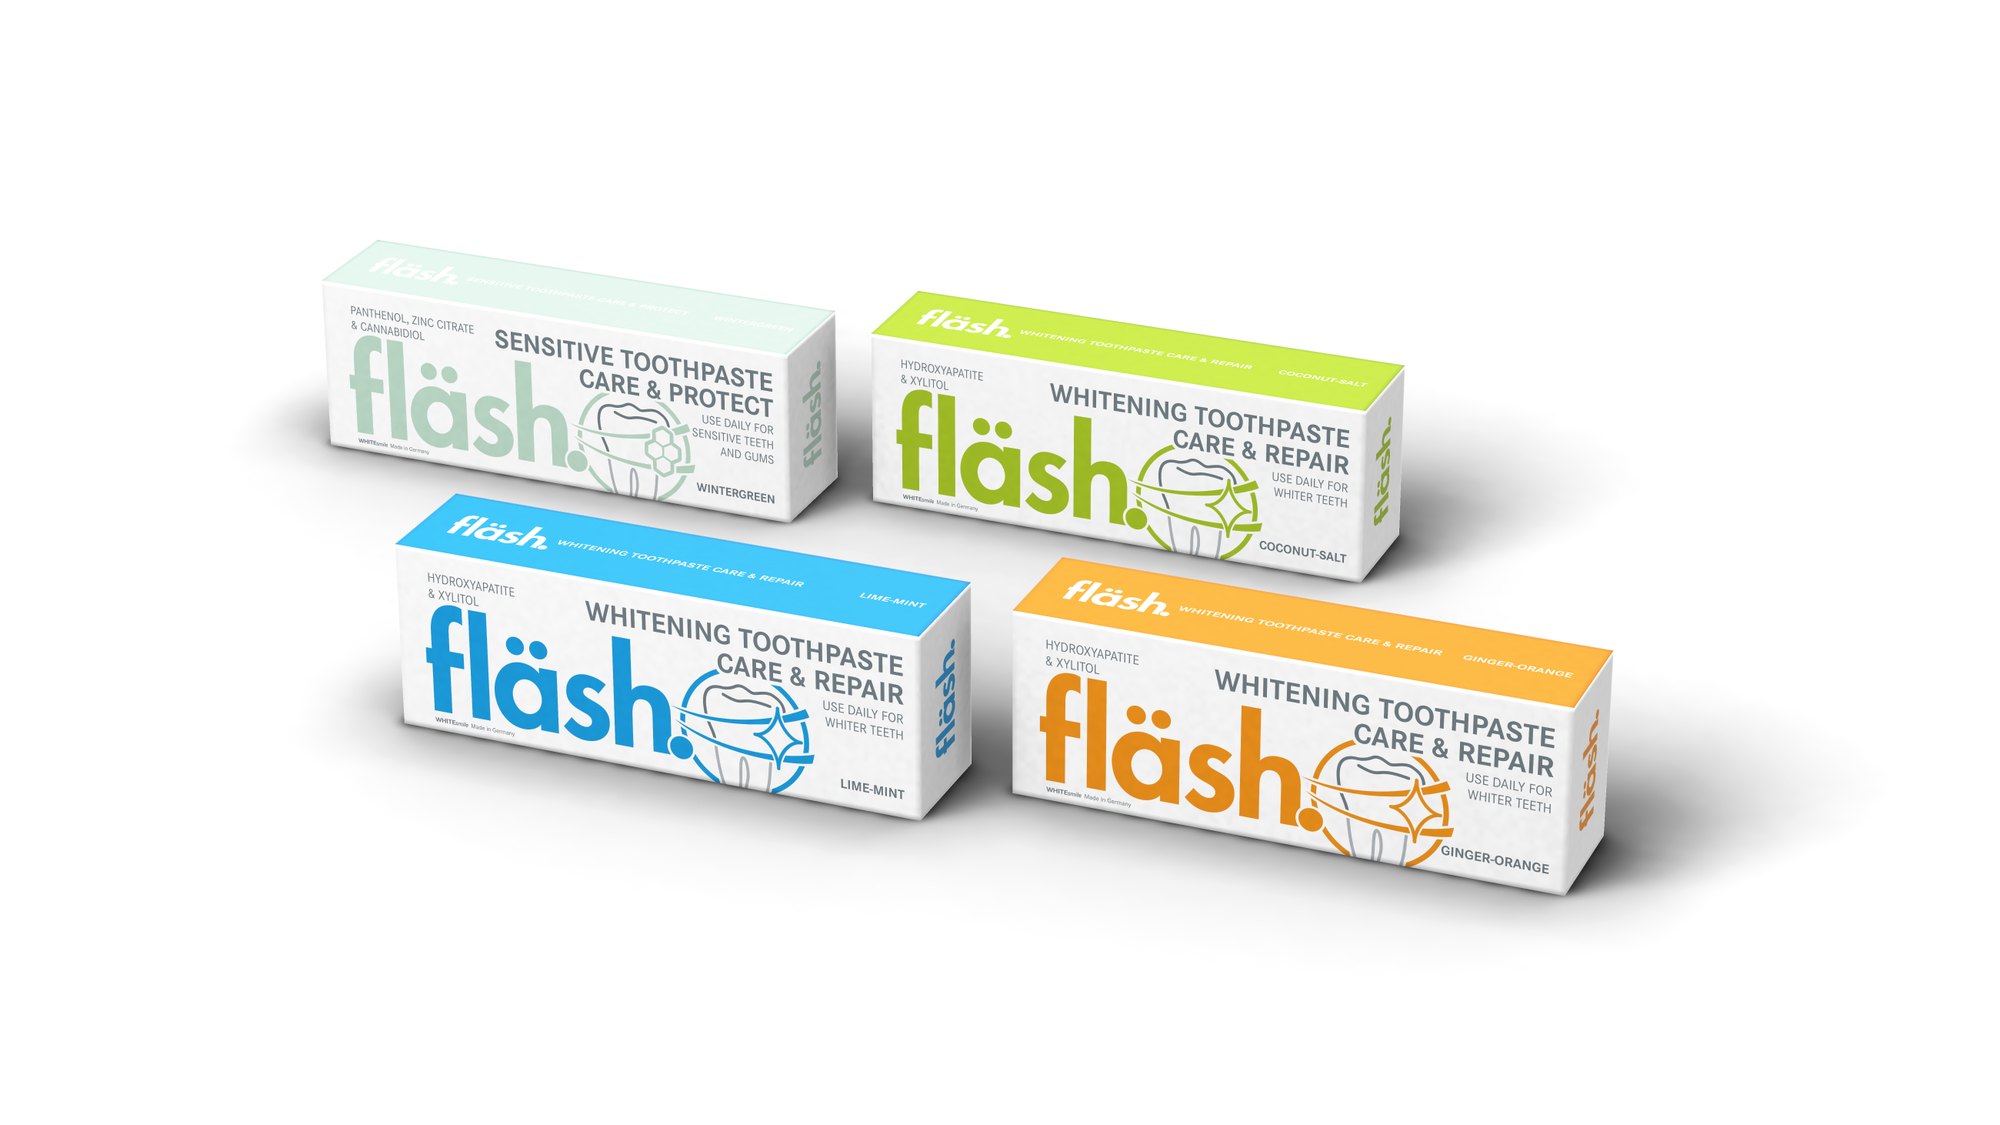 fläsh. SENSITIVE TOOTHPASTE CARE & PROTECT WINTERGREEN
PANTHENOL, ZINC CITRATE
& CANNABIDIOL
fläsh.
SENSITIVE TOOTHPASTE
CARE & PROTECT
USE DAILY FOR
SENSITIVE TEETH
AND GUMS
WHITEsmile Made in Germany
WINTERGREEN
fläsh.
fläsh. WHITENING TOOTHPASTE CARE & REPAIR COCONUT-SALT
HYDROXYAPATITE
& XYLITOL
fläsh.
WHITENING TOOTHPASTE
CARE & REPAIR
USE DAILY FOR
WHITER TEETH
WHITEsmile Made in Germany
COCONUT-SALT
fläsh.
fläsh. WHITENING TOOTHPASTE CARE & REPAIR LIME-MINT
HYDROXYAPATITE
& XYLITOL
fläsh.
WHITENING TOOTHPASTE
CARE & REPAIR
USE DAILY FOR
WHITER TEETH
WHITEsmile Made in Germany
LIME-MINT
fläsh.
fläsh. WHITENING TOOTHPASTE CARE & REPAIR GINGER-ORANGE
HYDROXYAPATITE
& XYLITOL
fläsh.
WHITENING TOOTHPASTE
CARE & REPAIR
USE DAILY FOR
WHITER TEETH
WHITEsmile Made in Germany
GINGER-ORANGE
fläsh.